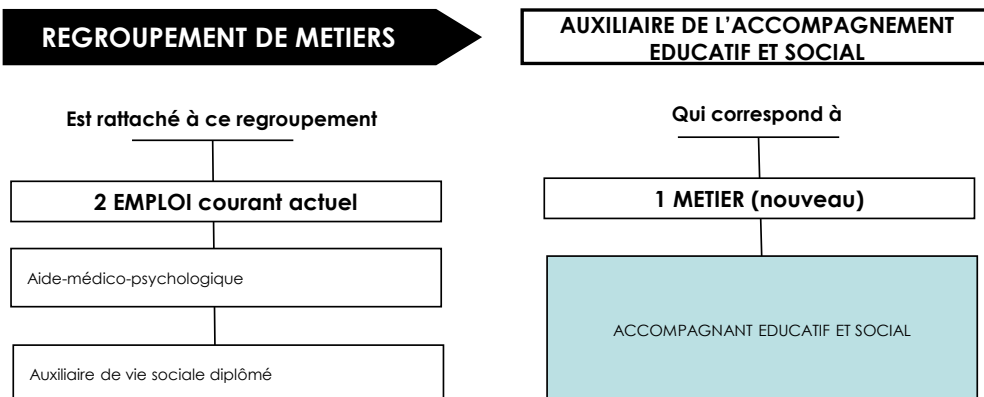 REGROUPEMENT DE METIERS
AUXILIAIRE DE L’ACCOMPAGNEMENT
EDUCATIF ET SOCIAL
Est rattaché à ce regroupement
Qui correspond à
2 EMPLOI courant actuel
1 METIER (nouveau)
Aide-médico-psychologique
ACCOMPAGNANT EDUCATIF ET SOCIAL
Auxiliaire de vie sociale diplômé